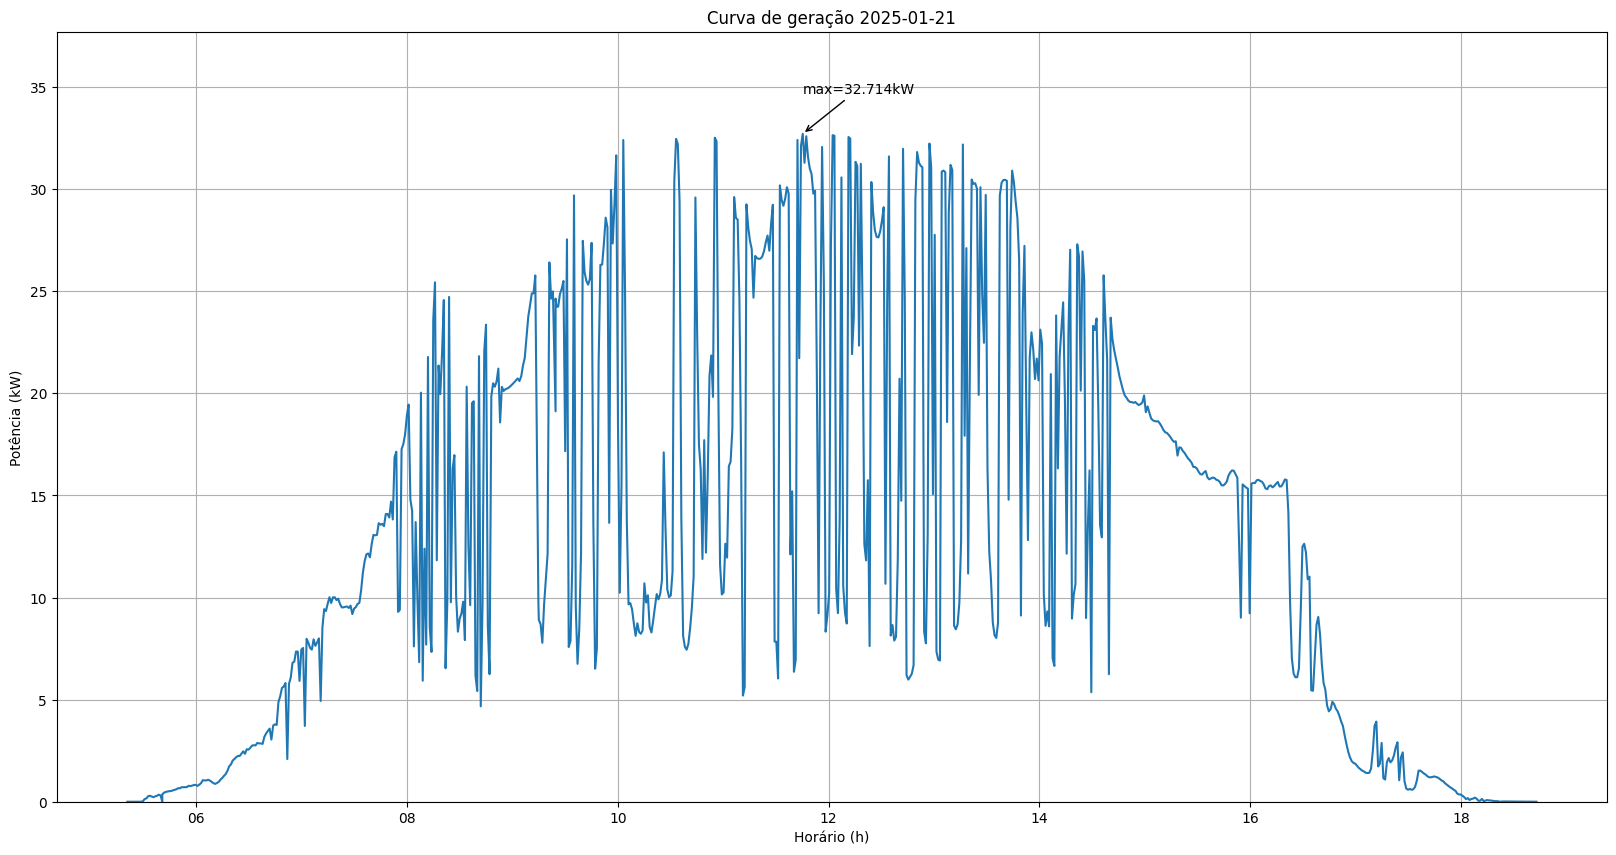 Curva de geração 2025-01-21
max=32.714kW
Potência (kW)
35
30
25
20
15
10
5
0
06 08 10 12 14 16 18
Horário (h)